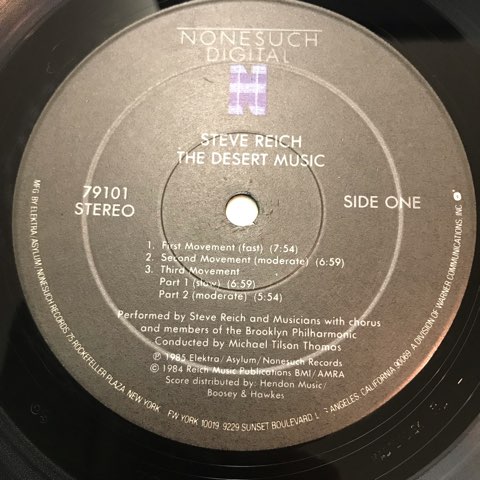 NONESUCH
DIGITAL
N
STEVE REICH
THE DESERT MUSIC
79101
STEREO
SIDE ONE
1. First Movement (fast) (7:54)
2. Second Movement (moderate) (6:59)
3. Third Movement
Part 1 (slow) (6:59)
Part 2 (moderate) (5:54)
Performed by Steve Reich and Musicians with chorus
and members of the Brooklyn Philharmonic
Conducted by Michael Tilson Thomas
℗ 1985 Elektra/Asylum/Nonesuch Records
© 1984 Reich Music Publications BMI/AMRA
Score distributed by: Hendon Music/
Boosey & Hawkes
MFG. BY ELEKTRA/ASYLUM/NONESUCH RECORDS 75 ROCKEFELLER PLAZA, NEW YORK 10019 9229 SUNSET BOULEVARD, ANGELES, CALIFORNIA 90069 A DIVISION OF WARNER COMMUNICATIONS INC